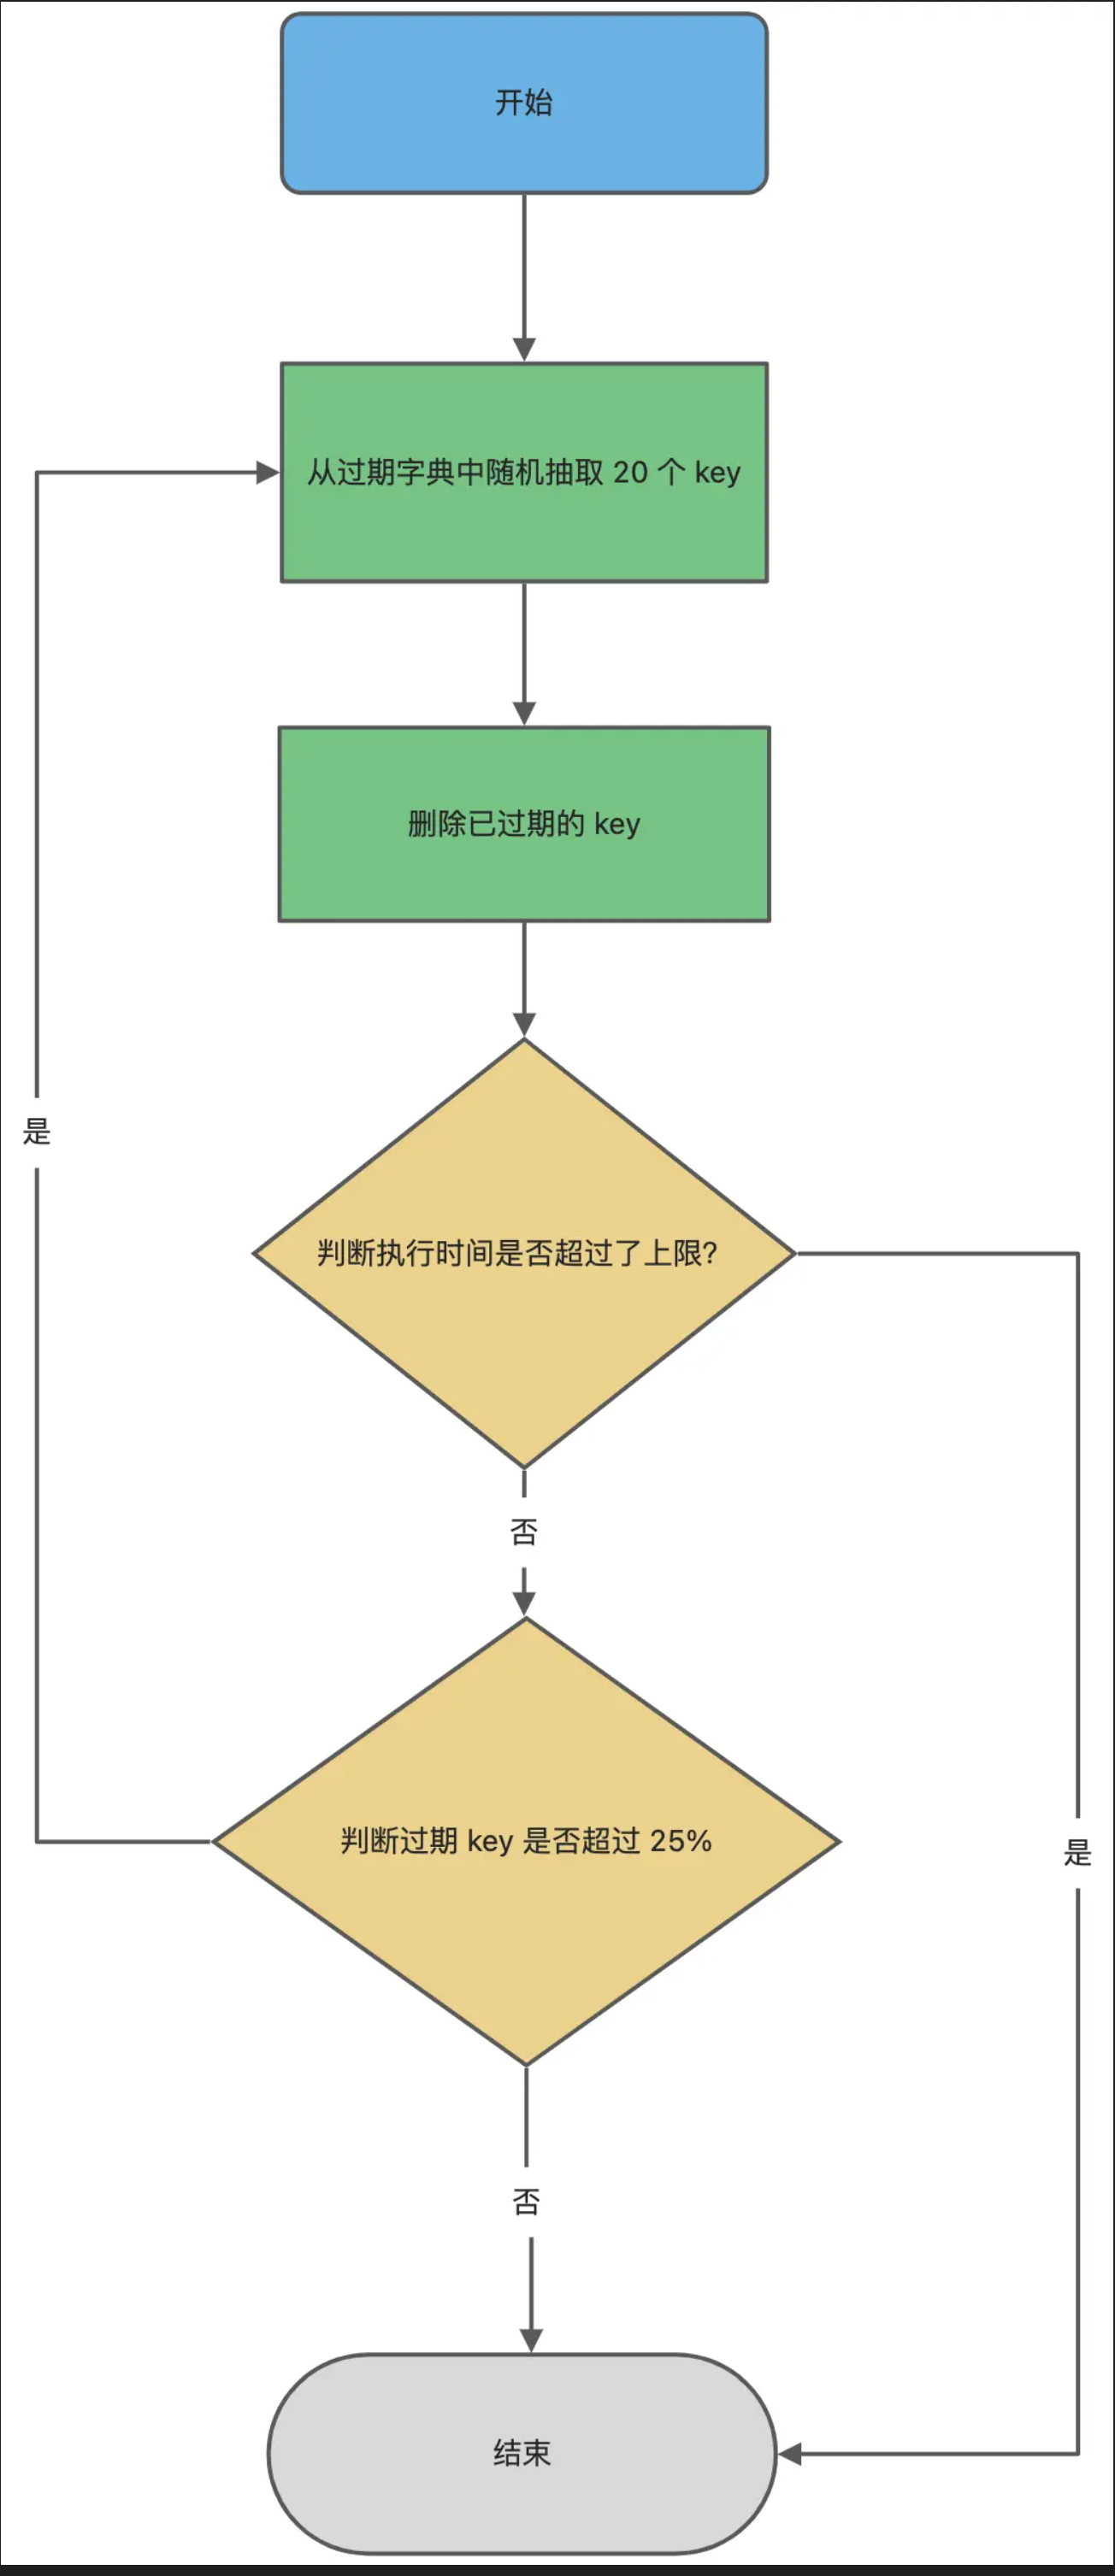 开始
从过期字典中随机抽取 20 个 key
删除已过期的 key
是
判断执行时间是否超过了上限?
否
判断过期 key 是否超过 25%
是
否
结束